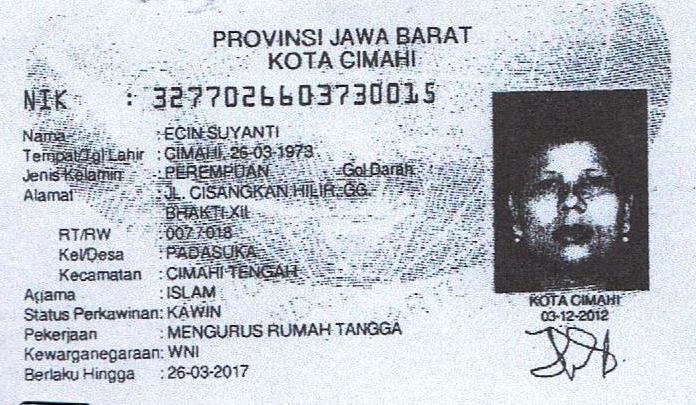 PROVINSI JAWA BARAT
KOTA CIMAHI
NIK : 3277026603730015
Nama : ECIN SUYANTI
Tempat/Tgl Lahir : CIMAHI, 26-03-1973
Jenis Kelamin : PEREMPUAN Gol Darah
Alamat : JL. CISANGKAN HILIR GG.
BHAKTI XII
RT/RW : 007 / 018
Kel/Desa : PADASUKA
Kecamatan : CIMAHI TENGAH
Agama : ISLAM
Status Perkawinan: KAWIN
Pekerjaan : MENGURUS RUMAH TANGGA
Kewarganegaraan: WNI
Berlaku Hingga : 26-03-2017
KOTA CIMAHI
03-12-2012